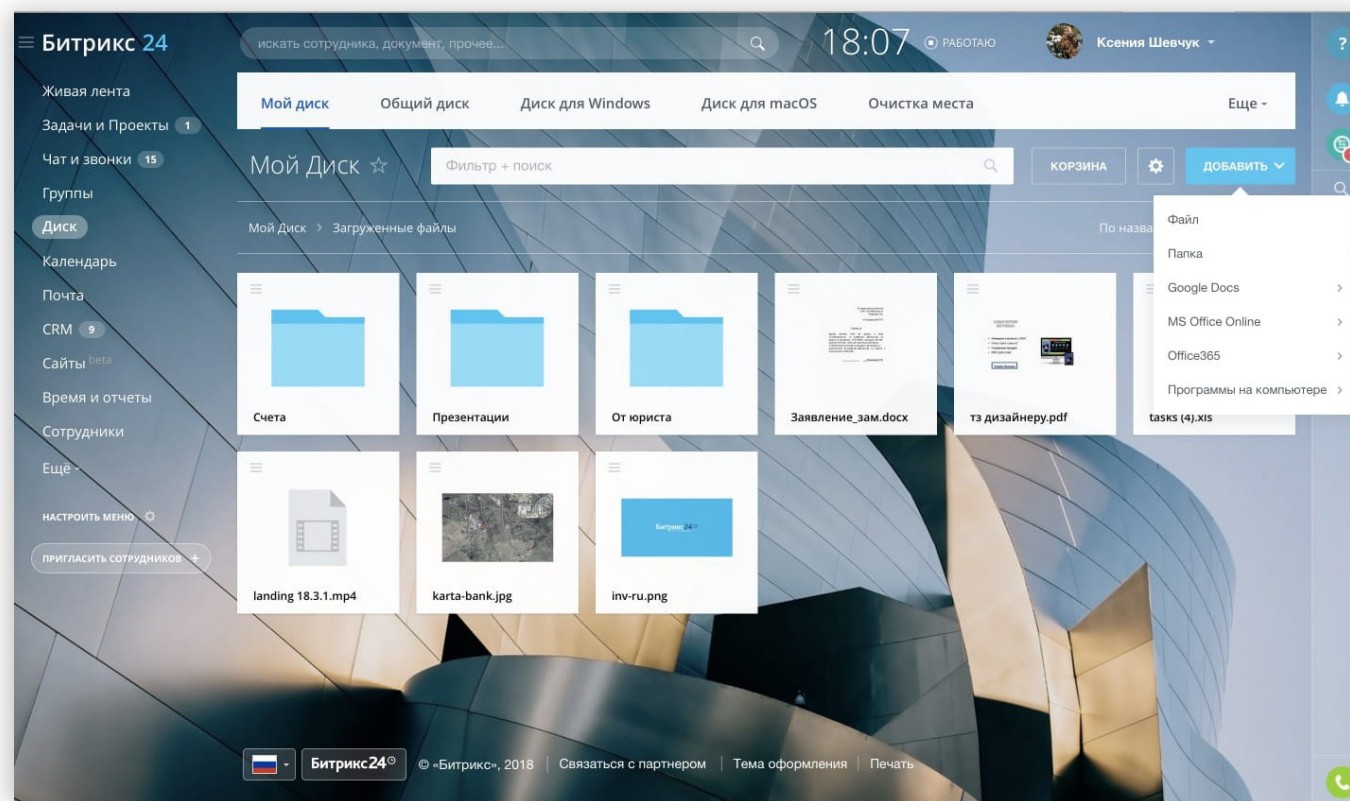 Битрикс 24
искать сотрудника, документ, прочее...
18:07 РАБОТАЮ
Ксения Шевчук
?
Живая лента
Задачи и Проекты 1
Чат и звонки 15
Группы
Диск
Календарь
Почта
CRM 9
Сайты beta
Время и отчеты
Сотрудники
Ещё
НАСТРОИТЬ МЕНЮ
ПРИГЛАСИТЬ СОТРУДНИКОВ +
Мой диск Общий диск Диск для Windows Диск для macOS Очистка места Еще
Мой Диск
Фильтр + поиск
КОРЗИНА
ДОБАВИТЬ
Мой Диск > Загруженные файлы
По назва
Файл
Папка
Google Docs
MS Office Online
Office365
Программы на компьютере
Счета
Презентации
От юриста
Заявление_зам.docx
тз дизайнеру.pdf
tasks (4).xls
landing 18.3.1.mp4
karta-bank.jpg
Битрикс24
inv-ru.png
Битрикс24
© «Битрикс», 2018 | Связаться с партнером | Тема оформления | Печать